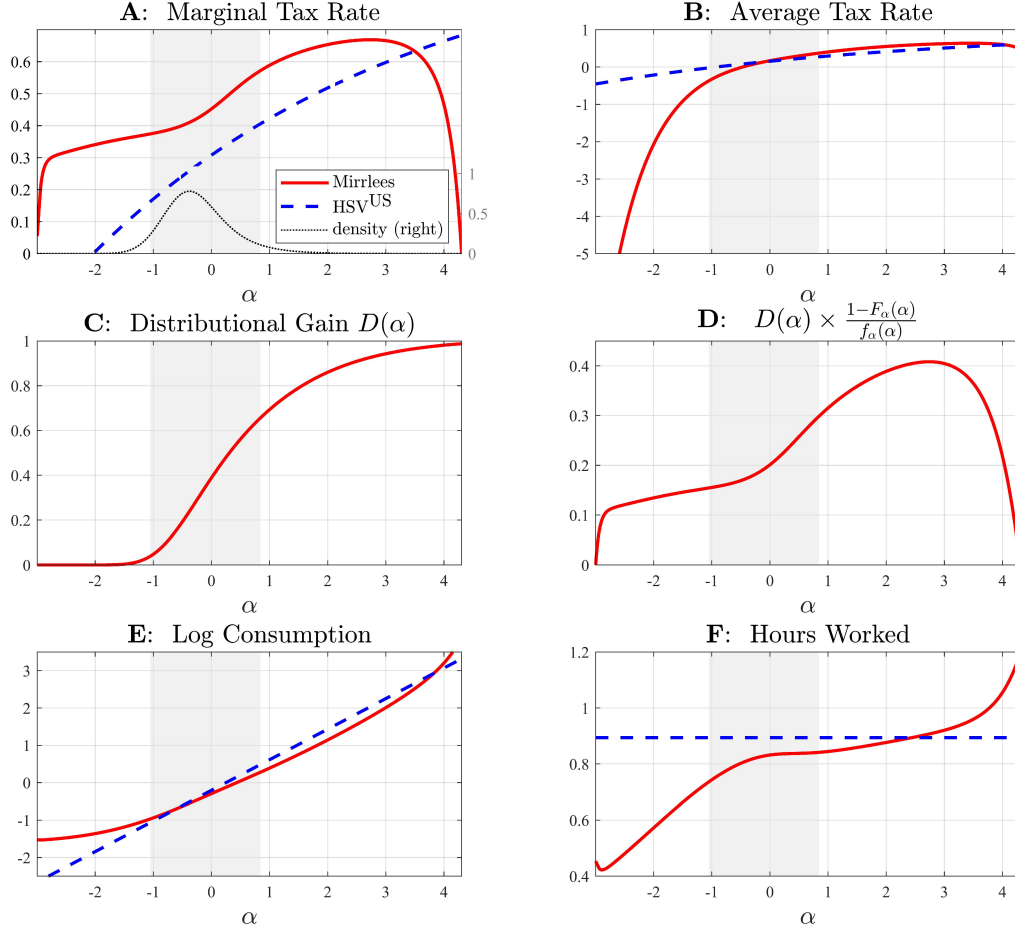 A: Marginal Tax Rate
0.6
0.5
0.4
0.3
0.2
0.1
0
1
0.5
0
Mirrlees
HSV^US
density (right)
-2 -1 0 1 2 3 4
α
B: Average Tax Rate
1
0
-1
-2
-3
-4
-5
-2 -1 0 1 2 3 4
α
C: Distributional Gain D(α)
1
0.8
0.6
0.4
0.2
0
-2 -1 0 1 2 3 4
α
D: D(α) × (1−F_α(α))/(f_α(α))
0.4
0.3
0.2
0.1
0
-2 -1 0 1 2 3 4
α
E: Log Consumption
3
2
1
0
-1
-2
-2 -1 0 1 2 3 4
α
F: Hours Worked
1.2
1
0.8
0.6
0.4
-2 -1 0 1 2 3 4
α